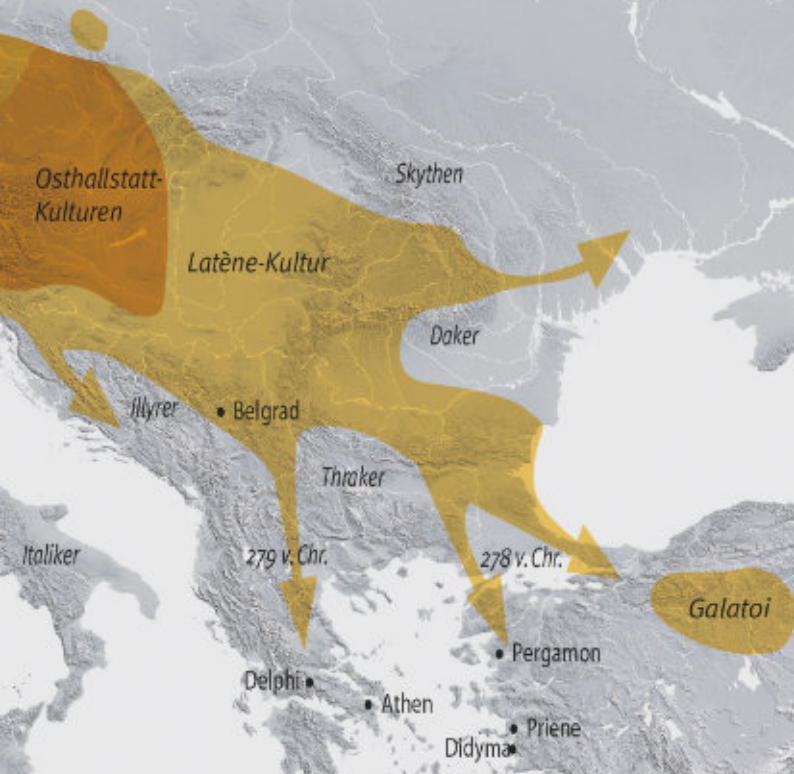 Skythen
Osthallstatt-
Kulturen
Latène-Kultur
Daker
Illyrer
Belgrad
Thraker
Italiker
279 v. Chr.
278 v. Chr.
Galatoi
Pergamon
Delphi
Athen
Priene
Didyma